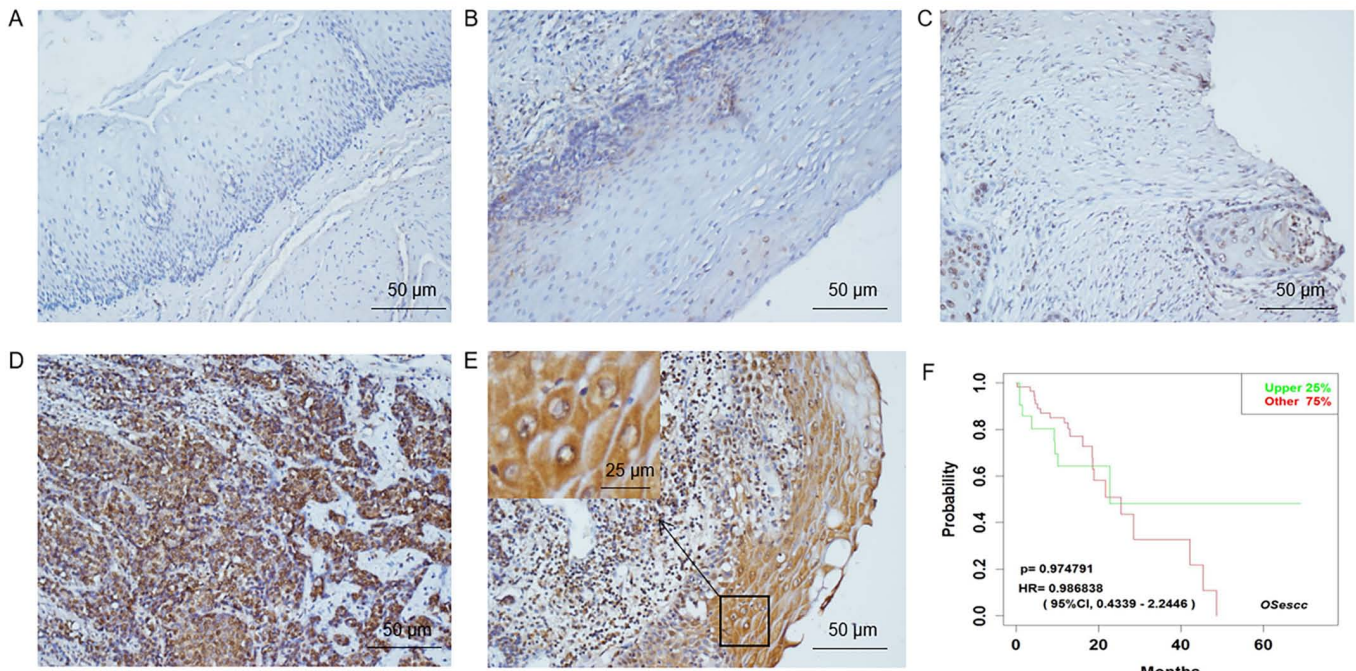 A
B
C
50 µm
50 µm
50 µm
D
E
F
25 µm
50 µm
50 µm
Upper 25%
Other 75%
1.0
0.8
0.6
0.4
0.2
0.0
Probability
p= 0.974791
HR= 0.986838
( 95%CI, 0.4339 - 2.2446 )
OSescc
0 20 40 60
Months